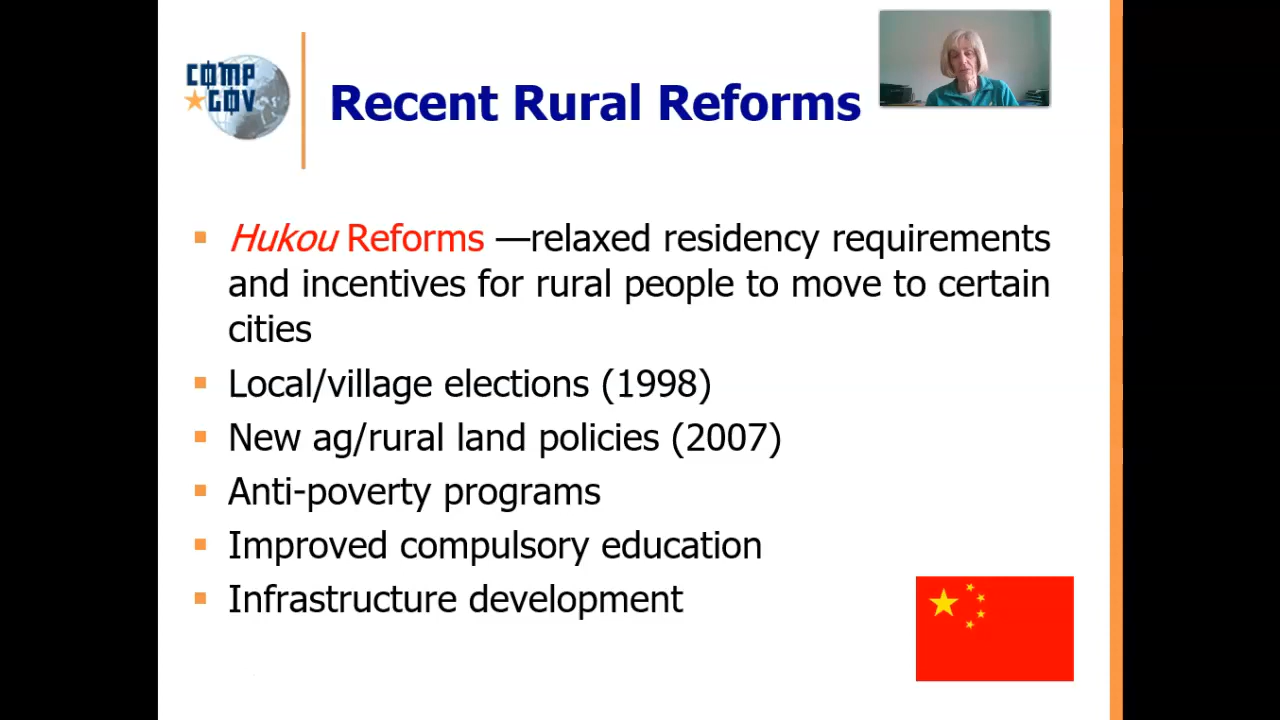 COMP
GOV
Recent Rural Reforms
Hukou Reforms —relaxed residency requirements
and incentives for rural people to move to certain
cities
Local/village elections (1998)
New ag/rural land policies (2007)
Anti-poverty programs
Improved compulsory education
Infrastructure development